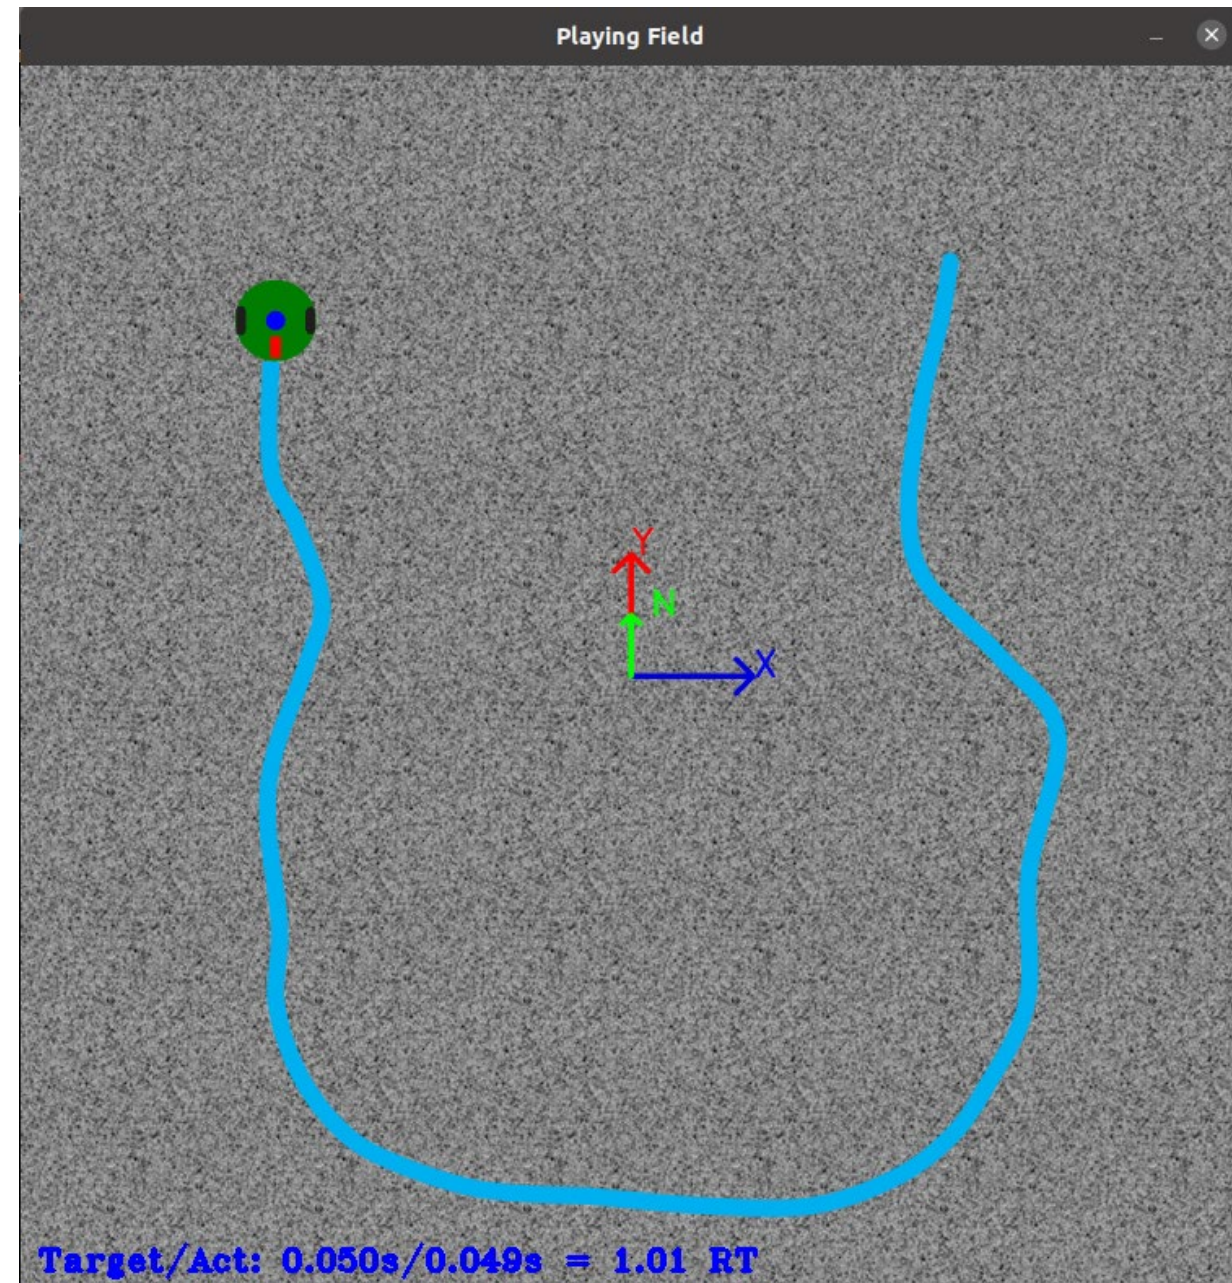 Playing Field
Y
N
X
Target/Act: 0.050s/0.049s = 1.01 RT